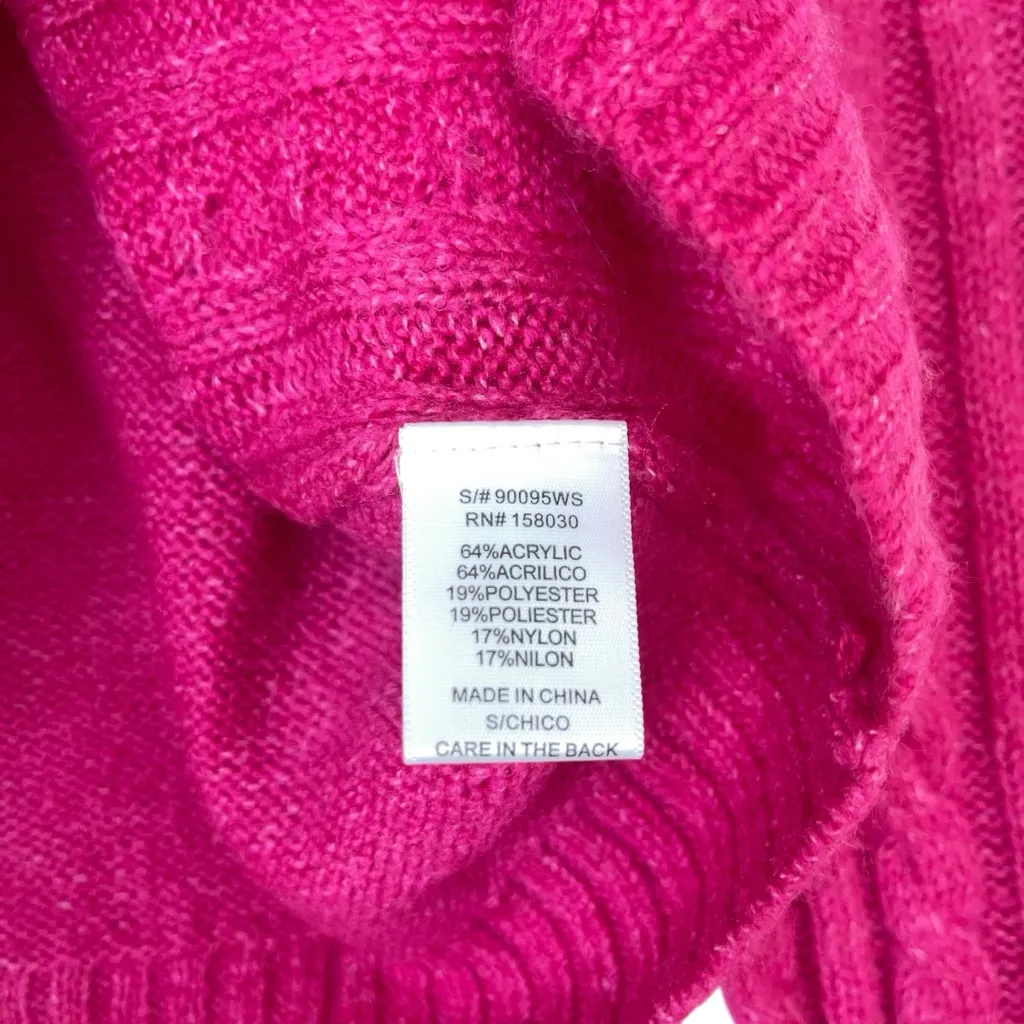 S/# 90095WS
RN# 158030
64%ACRYLIC
64%ACRILICO
19%POLYESTER
19%POLIESTER
17%NYLON
17%NILON
MADE IN CHINA
S/CHICO
CARE IN THE BACK